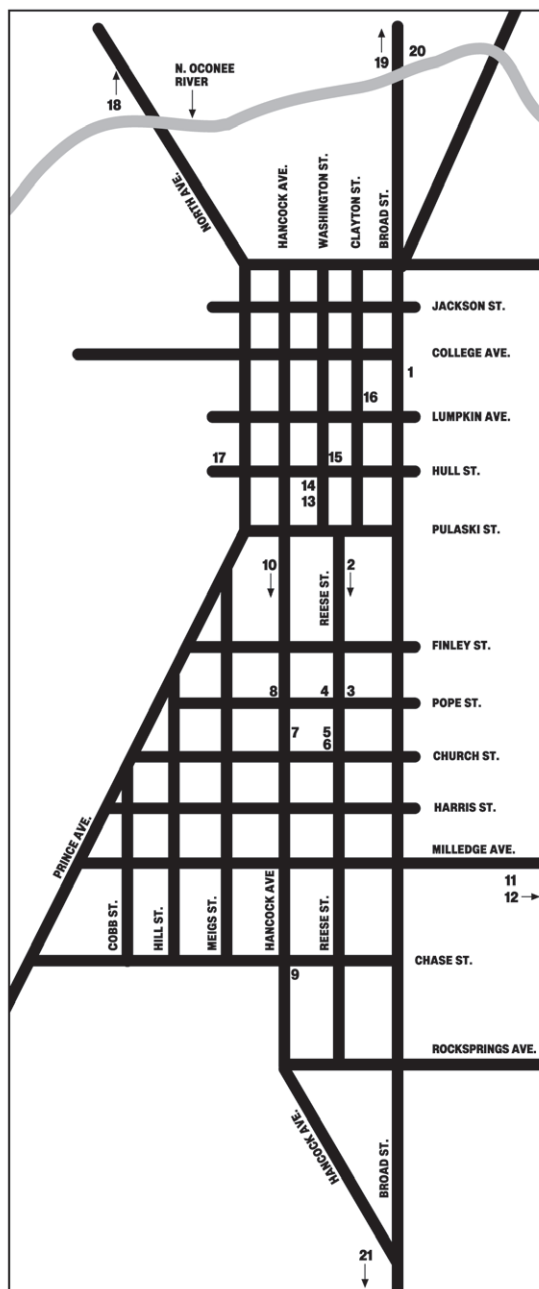 20
19
N. OCONEE
RIVER
18
NORTH AVE.
HANCOCK AVE.
WASHINGTON ST.
CLAYTON ST.
BROAD ST.
JACKSON ST.
COLLEGE AVE.
1
16
LUMPKIN AVE.
17
15
HULL ST.
14
13
PULASKI ST.
10
REESE ST.
2
FINLEY ST.
8
4
3
POPE ST.
7
5
6
CHURCH ST.
HARRIS ST.
PRINCE AVE.
MILLEDGE AVE.
11
12
COBB ST.
HILL ST.
MEIGS ST.
HANCOCK AVE
REESE ST.
CHASE ST.
9
ROCKSPRINGS AVE.
HANCOCK AVE.
BROAD ST.
21